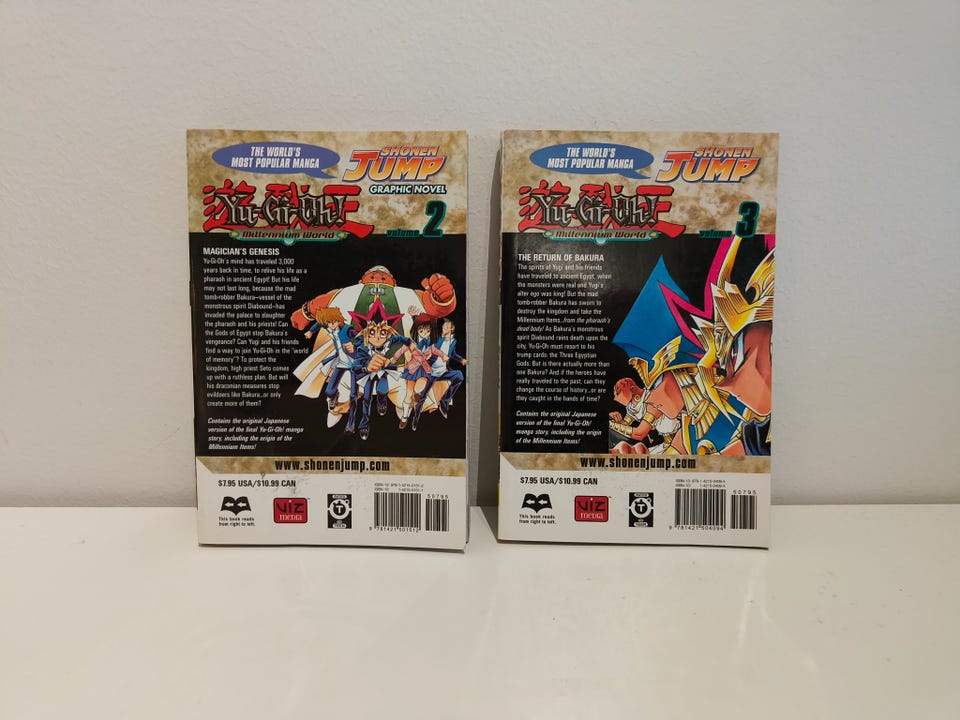 THE WORLD'S
MOST POPULAR MANGA
SHONEN
JUMP
GRAPHIC NOVEL
遊戯王
Yu-Gi-Oh!
Millennium World
volume 2
MAGICIAN'S GENESIS
Yu-Gi-Oh's mind has traveled 3,000
years back in time, to relive his life as a
pharaoh in ancient Egypt! But his life
may not last long, because the mad
tomb-robber Bakura—vessel of the
monstrous spirit Diabound—has
invaded the palace to slaughter
the pharaoh and his priests! Can
the Gods of Egypt stop Bakura's
vengeance? Can Yugi and his friends
find a way to join Yu-Gi-Oh in the "world
of memory"? To protect the
kingdom, high priest Seto comes
up with a ruthless plan. But will
his draconian measures stop
evildoers like Bakura...or only
create more of them?
Contains the original Japanese
version of the final Yu-Gi-Oh!
manga story, including the origin of the
Millennium Items!
www.shonenjump.com
$7.95 USA/$10.99 CAN
This book reads
from right to left.
VIZ
MEDIA
T
50795
9 781421 501512
THE WORLD'S
MOST POPULAR MANGA
SHONEN
JUMP
遊戯王
Yu-Gi-Oh!
Millennium World
volume 3
THE RETURN OF BAKURA
The spirits of Yugi and his friends
have traveled to ancient Egypt, when
the monsters were real and Yugi's
alter ego was king! But the mad
tomb-robber Bakura has sworn to
destroy the kingdom and take the
Millennium Items...from the pharaoh's
dead body! As Bakura's monstrous
spirit Diabound reins death upon the
city, Yu-Gi-Oh must resort to his
trump cards: the Three Egyptian
Gods. But is there actually more than
one Bakura? And if the heroes have
really traveled to the past, can they
change the course of history...or are
they caught in the hands of time?
Contains the original Japanese
version of the final Yu-Gi-Oh!
manga story, including the origin
of the Millennium Items!
www.shonenjump.com
$7.95 USA/$10.99 CAN
This book reads
from right to left.
VIZ
MEDIA
T
50795
9 781421 504094